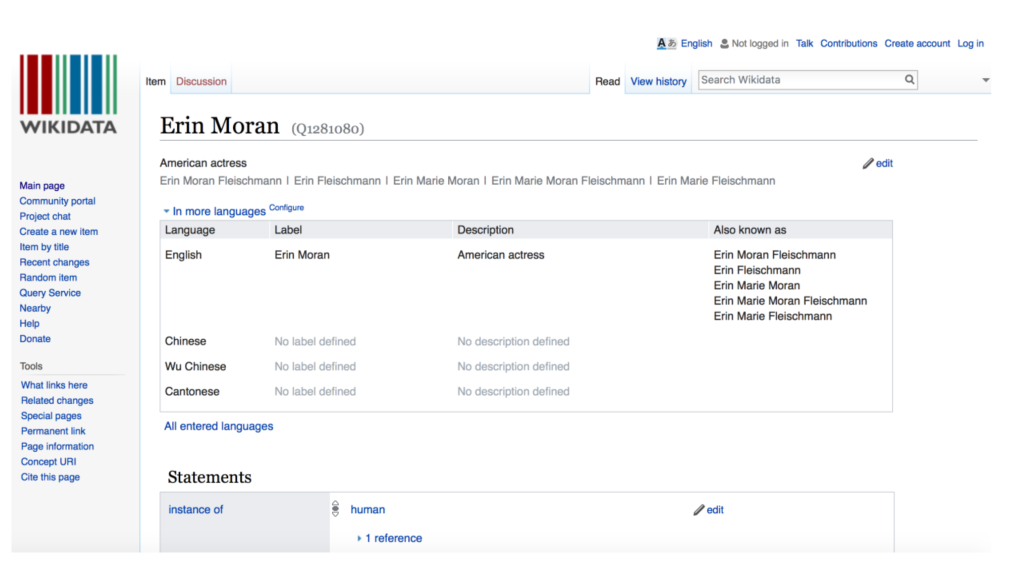 Aあ English Not logged in Talk Contributions Create account Log in
WIKIDATA
Item Discussion Read View history Search Wikidata
Main page
Community portal
Project chat
Create a new item
Item by title
Recent changes
Random item
Query Service
Nearby
Help
Donate
Tools
What links here
Related changes
Special pages
Permanent link
Page information
Concept URI
Cite this page
Erin Moran (Q1281080)
American actress edit
Erin Moran Fleischmann | Erin Fleischmann | Erin Marie Moran | Erin Marie Moran Fleischmann | Erin Marie Fleischmann
In more languages Configure
Language Label Description Also known as
English Erin Moran American actress Erin Moran Fleischmann
Erin Fleischmann
Erin Marie Moran
Erin Marie Moran Fleischmann
Erin Marie Fleischmann
Chinese No label defined No description defined
Wu Chinese No label defined No description defined
Cantonese No label defined No description defined
All entered languages
Statements
instance of human edit
1 reference